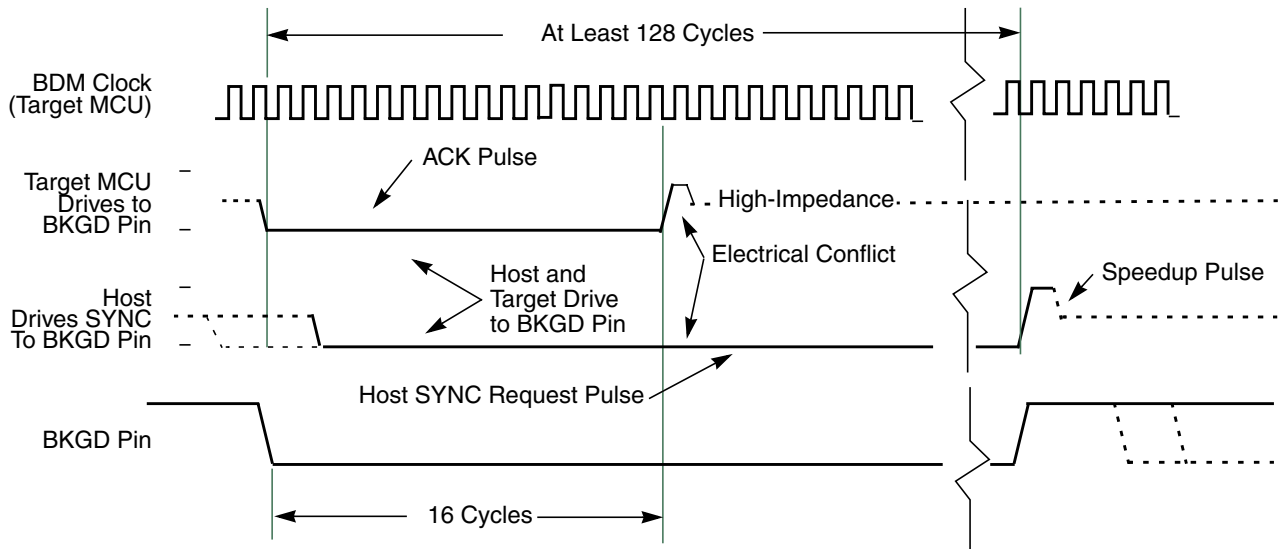 At Least 128 Cycles
BDM Clock
(Target MCU)
ACK Pulse
Target MCU
Drives to
BKGD Pin
High-Impedance
Electrical Conflict
Host and
Target Drive
to BKGD Pin
Speedup Pulse
Host
Drives SYNC
To BKGD Pin
Host SYNC Request Pulse
BKGD Pin
16 Cycles